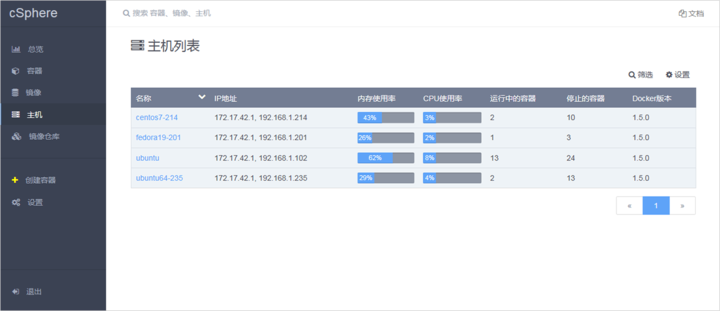 cSphere
搜索 容器、镜像、主机
文档
总览
容器
镜像
主机
镜像仓库
创建容器
设置
退出
主机列表
筛选 设置
名称 IP地址 内存使用率 CPU使用率 运行中的容器 停止的容器 Docker版本
centos7-214 172.17.42.1, 192.168.1.214 43% 3% 2 10 1.5.0
fedora19-201 172.17.42.1, 192.168.1.201 26% 2% 1 3 1.5.0
ubuntu 172.17.42.1, 192.168.1.102 62% 8% 13 24 1.5.0
ubuntu64-235 172.17.42.1, 192.168.1.235 29% 4% 2 13 1.5.0
« 1 »